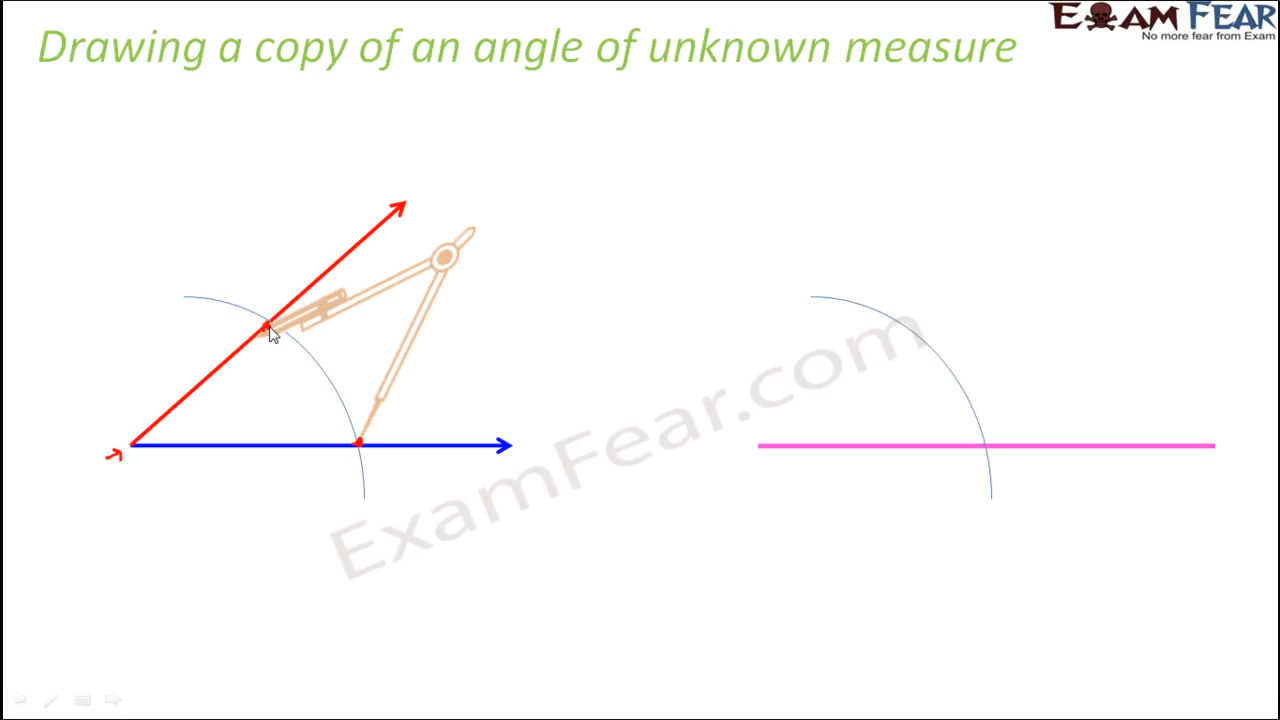 Drawing a copy of an angle of unknown measure
EXAM FEAR
No more fear from Exam
ExamFear.com